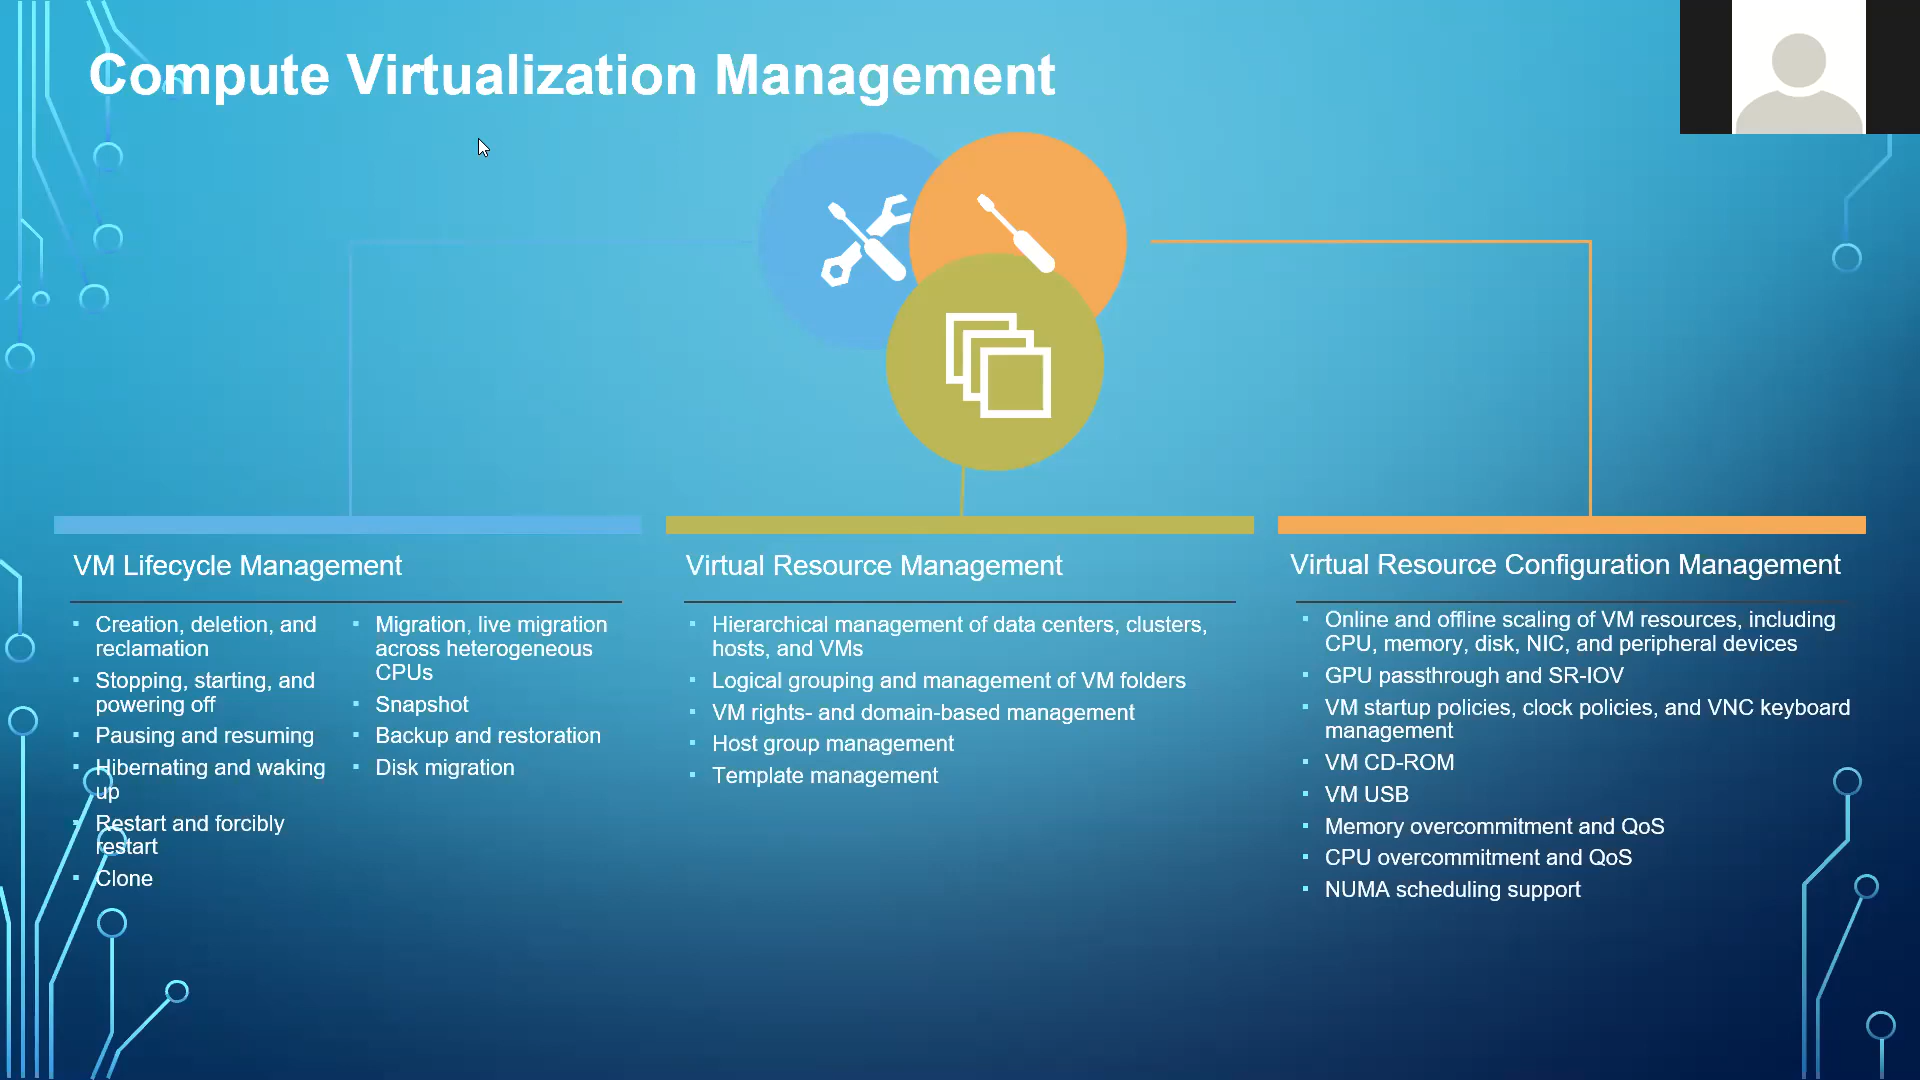 Compute Virtualization Management
VM Lifecycle Management
Creation, deletion, and
reclamation
Stopping, starting, and
powering off
Pausing and resuming
Hibernating and waking
up
Restart and forcibly
restart
Clone
Migration, live migration
across heterogeneous
CPUs
Snapshot
Backup and restoration
Disk migration
Virtual Resource Management
Hierarchical management of data centers, clusters,
hosts, and VMs
Logical grouping and management of VM folders
VM rights- and domain-based management
Host group management
Template management
Virtual Resource Configuration Management
Online and offline scaling of VM resources, including
CPU, memory, disk, NIC, and peripheral devices
GPU passthrough and SR-IOV
VM startup policies, clock policies, and VNC keyboard
management
VM CD-ROM
VM USB
Memory overcommitment and QoS
CPU overcommitment and QoS
NUMA scheduling support